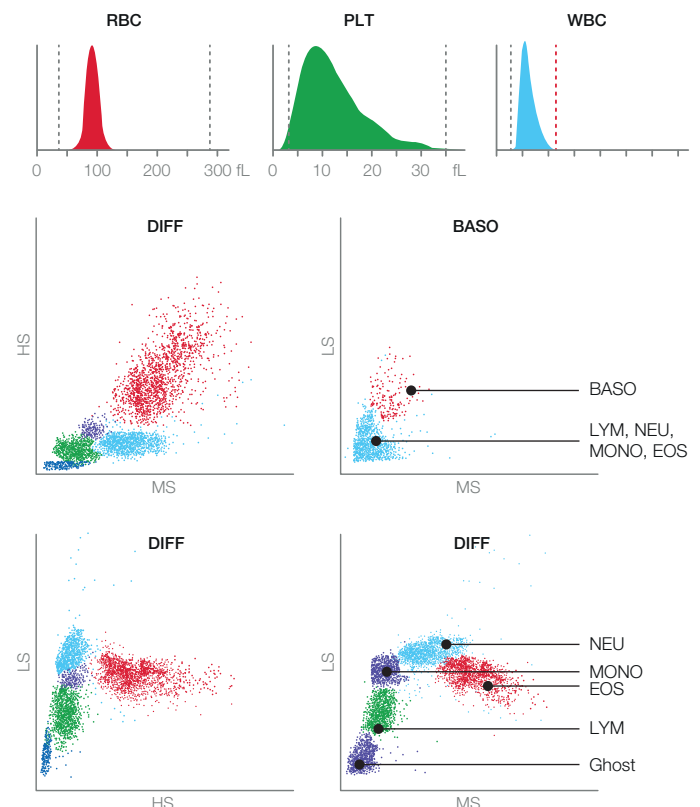 RBC
PLT
WBC
0
100
200
300 fL
0
10
20
30
fL
DIFF
BASO
HS
LS
BASO
LYM, NEU,
MONO, EOS
MS
MS
DIFF
DIFF
LS
LS
NEU
MONO
EOS
LYM
Ghost
HS
MS